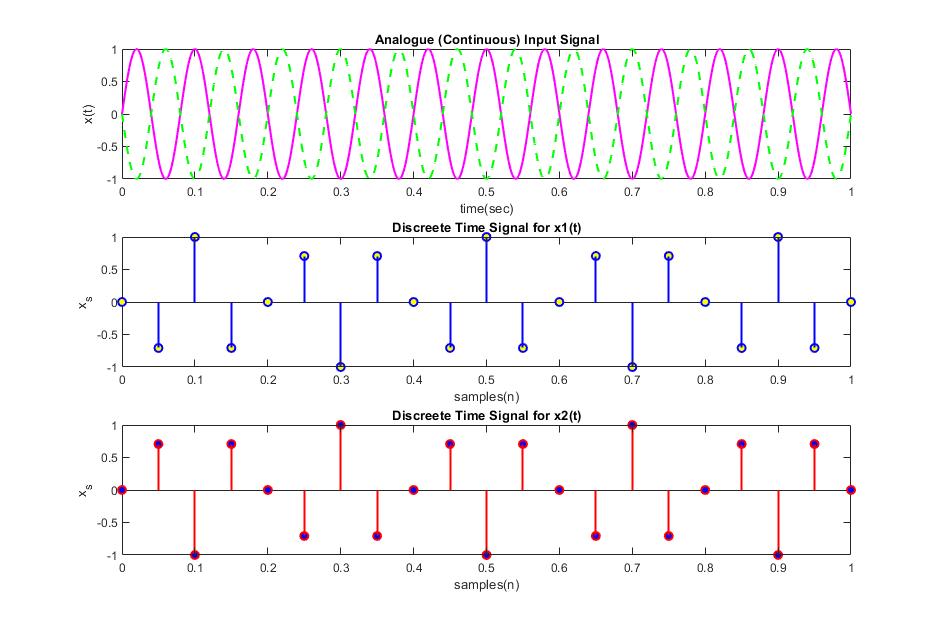 Analogue (Continuous) Input Signal
1
0.5
0
-0.5
-1
x(t)
0 0.1 0.2 0.3 0.4 0.5 0.6 0.7 0.8 0.9 1
time(sec)
Discreete Time Signal for x1(t)
1
0.5
0
-0.5
-1
xs
0 0.1 0.2 0.3 0.4 0.5 0.6 0.7 0.8 0.9 1
samples(n)
Discreete Time Signal for x2(t)
1
0.5
0
-0.5
-1
xs
0 0.1 0.2 0.3 0.4 0.5 0.6 0.7 0.8 0.9 1
samples(n)